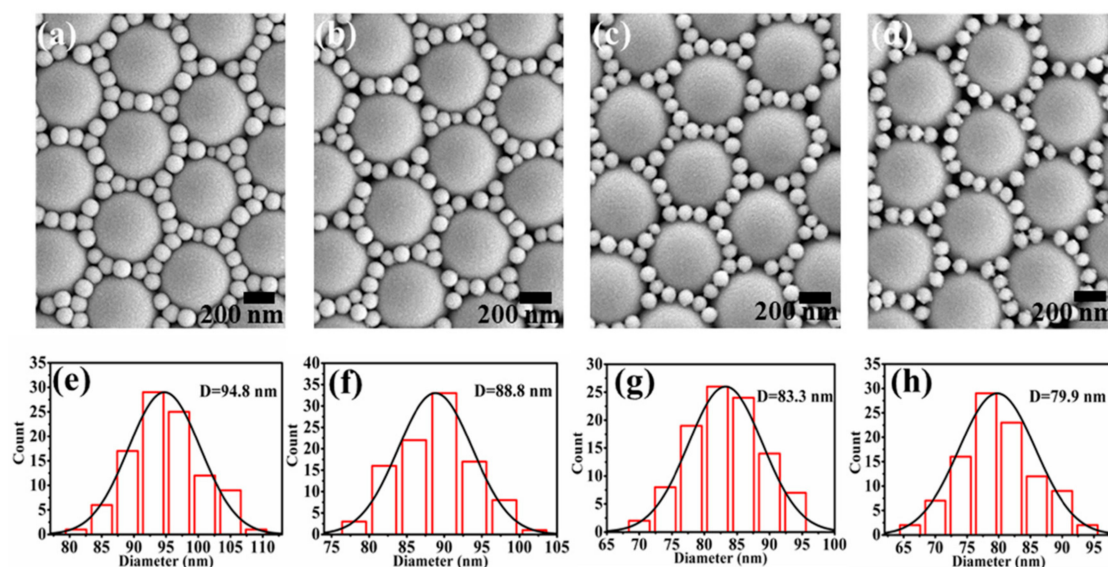 (a) (b) (c) (d)
200 nm 200 nm 200 nm 200 nm
(e) D=94.8 nm
35
30
25
20
15
10
5
0
Count
80 85 90 95 100 105 110
Diameter (nm)
(f) D=88.8 nm
40
35
30
25
20
15
10
5
0
Count
75 80 85 90 95 100 105
Diameter (nm)
(g) D=83.3 nm
30
25
20
15
10
5
0
Count
65 70 75 80 85 90 95 100
Diameter (nm)
(h) D=79.9 nm
35
30
25
20
15
10
5
0
Count
65 70 75 80 85 90 95
Diameter (nm)